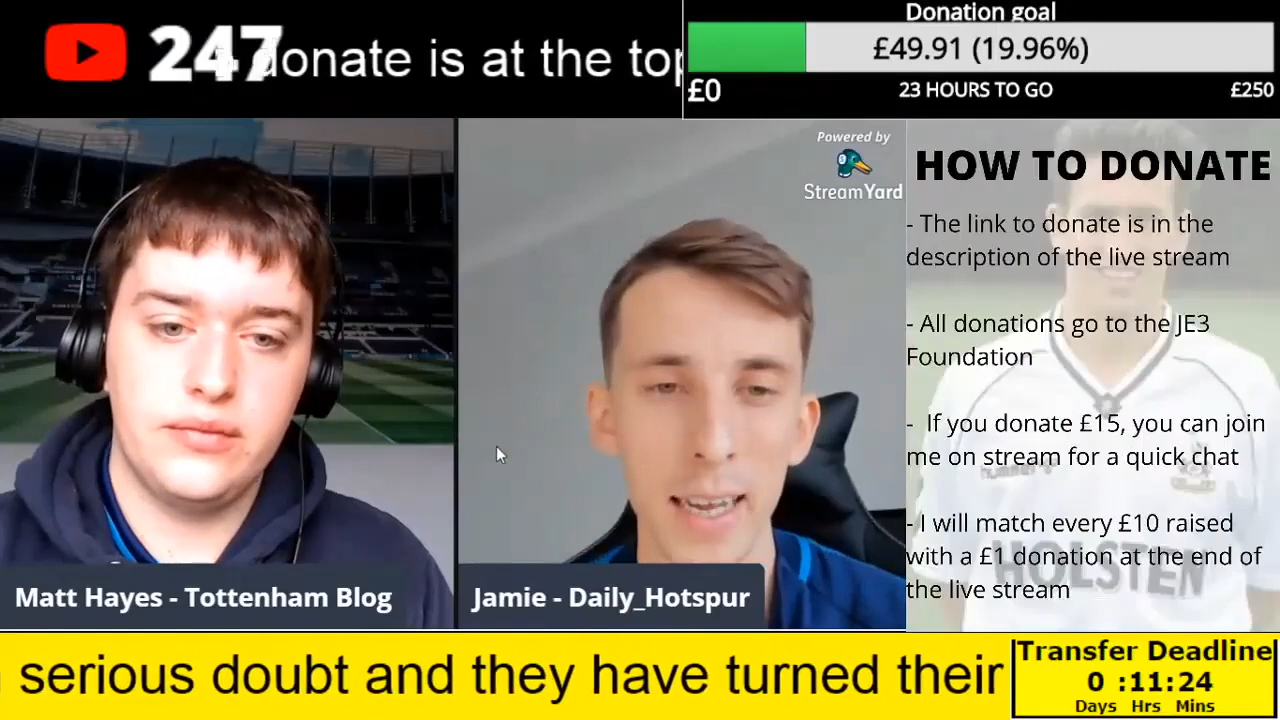 247
donate is at the top
Donation goal
£49.91 (19.96%)
£0
23 HOURS TO GO
£250
Powered by
StreamYard
HOW TO DONATE
- The link to donate is in the
description of the live stream
- All donations go to the JE3
Foundation
- If you donate £15, you can join
me on stream for a quick chat
- I will match every £10 raised
with a £1 donation at the end of
the live stream
hummel
HOLSTEN
Matt Hayes - Tottenham Blog
Jamie - Daily_Hotspur
serious doubt and they have turned their
Transfer Deadline
0 :11:24
Days Hrs Mins